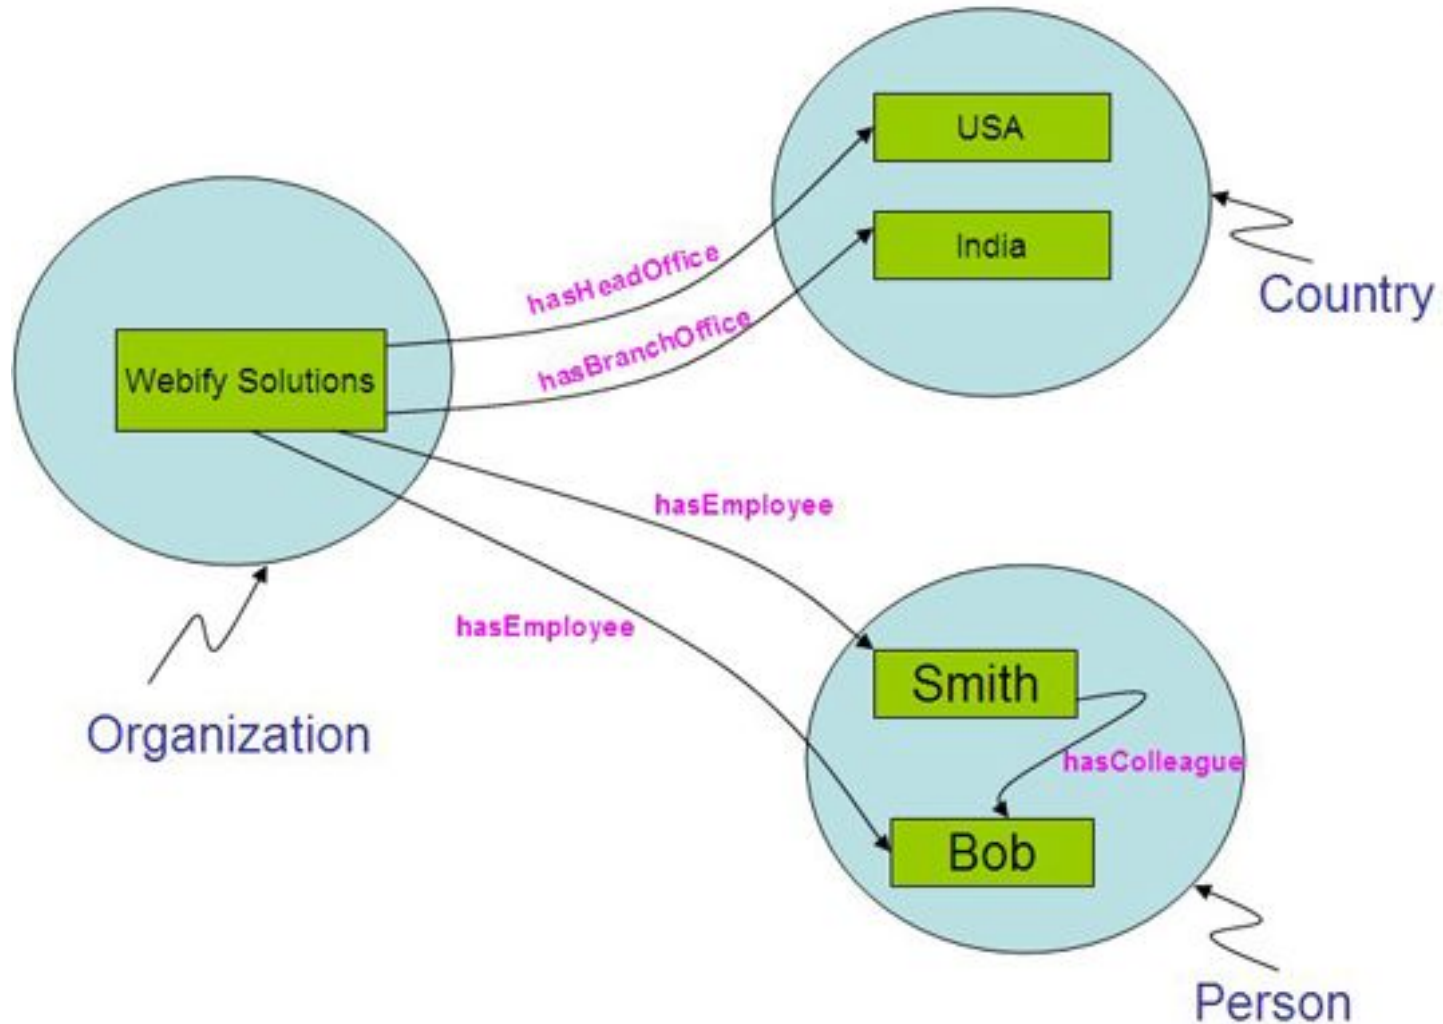 USA
India
Country
hasHeadOffice
hasBranchOffice
Webify Solutions
hasEmployee
hasEmployee
Organization
Smith
hasColleague
Bob
Person